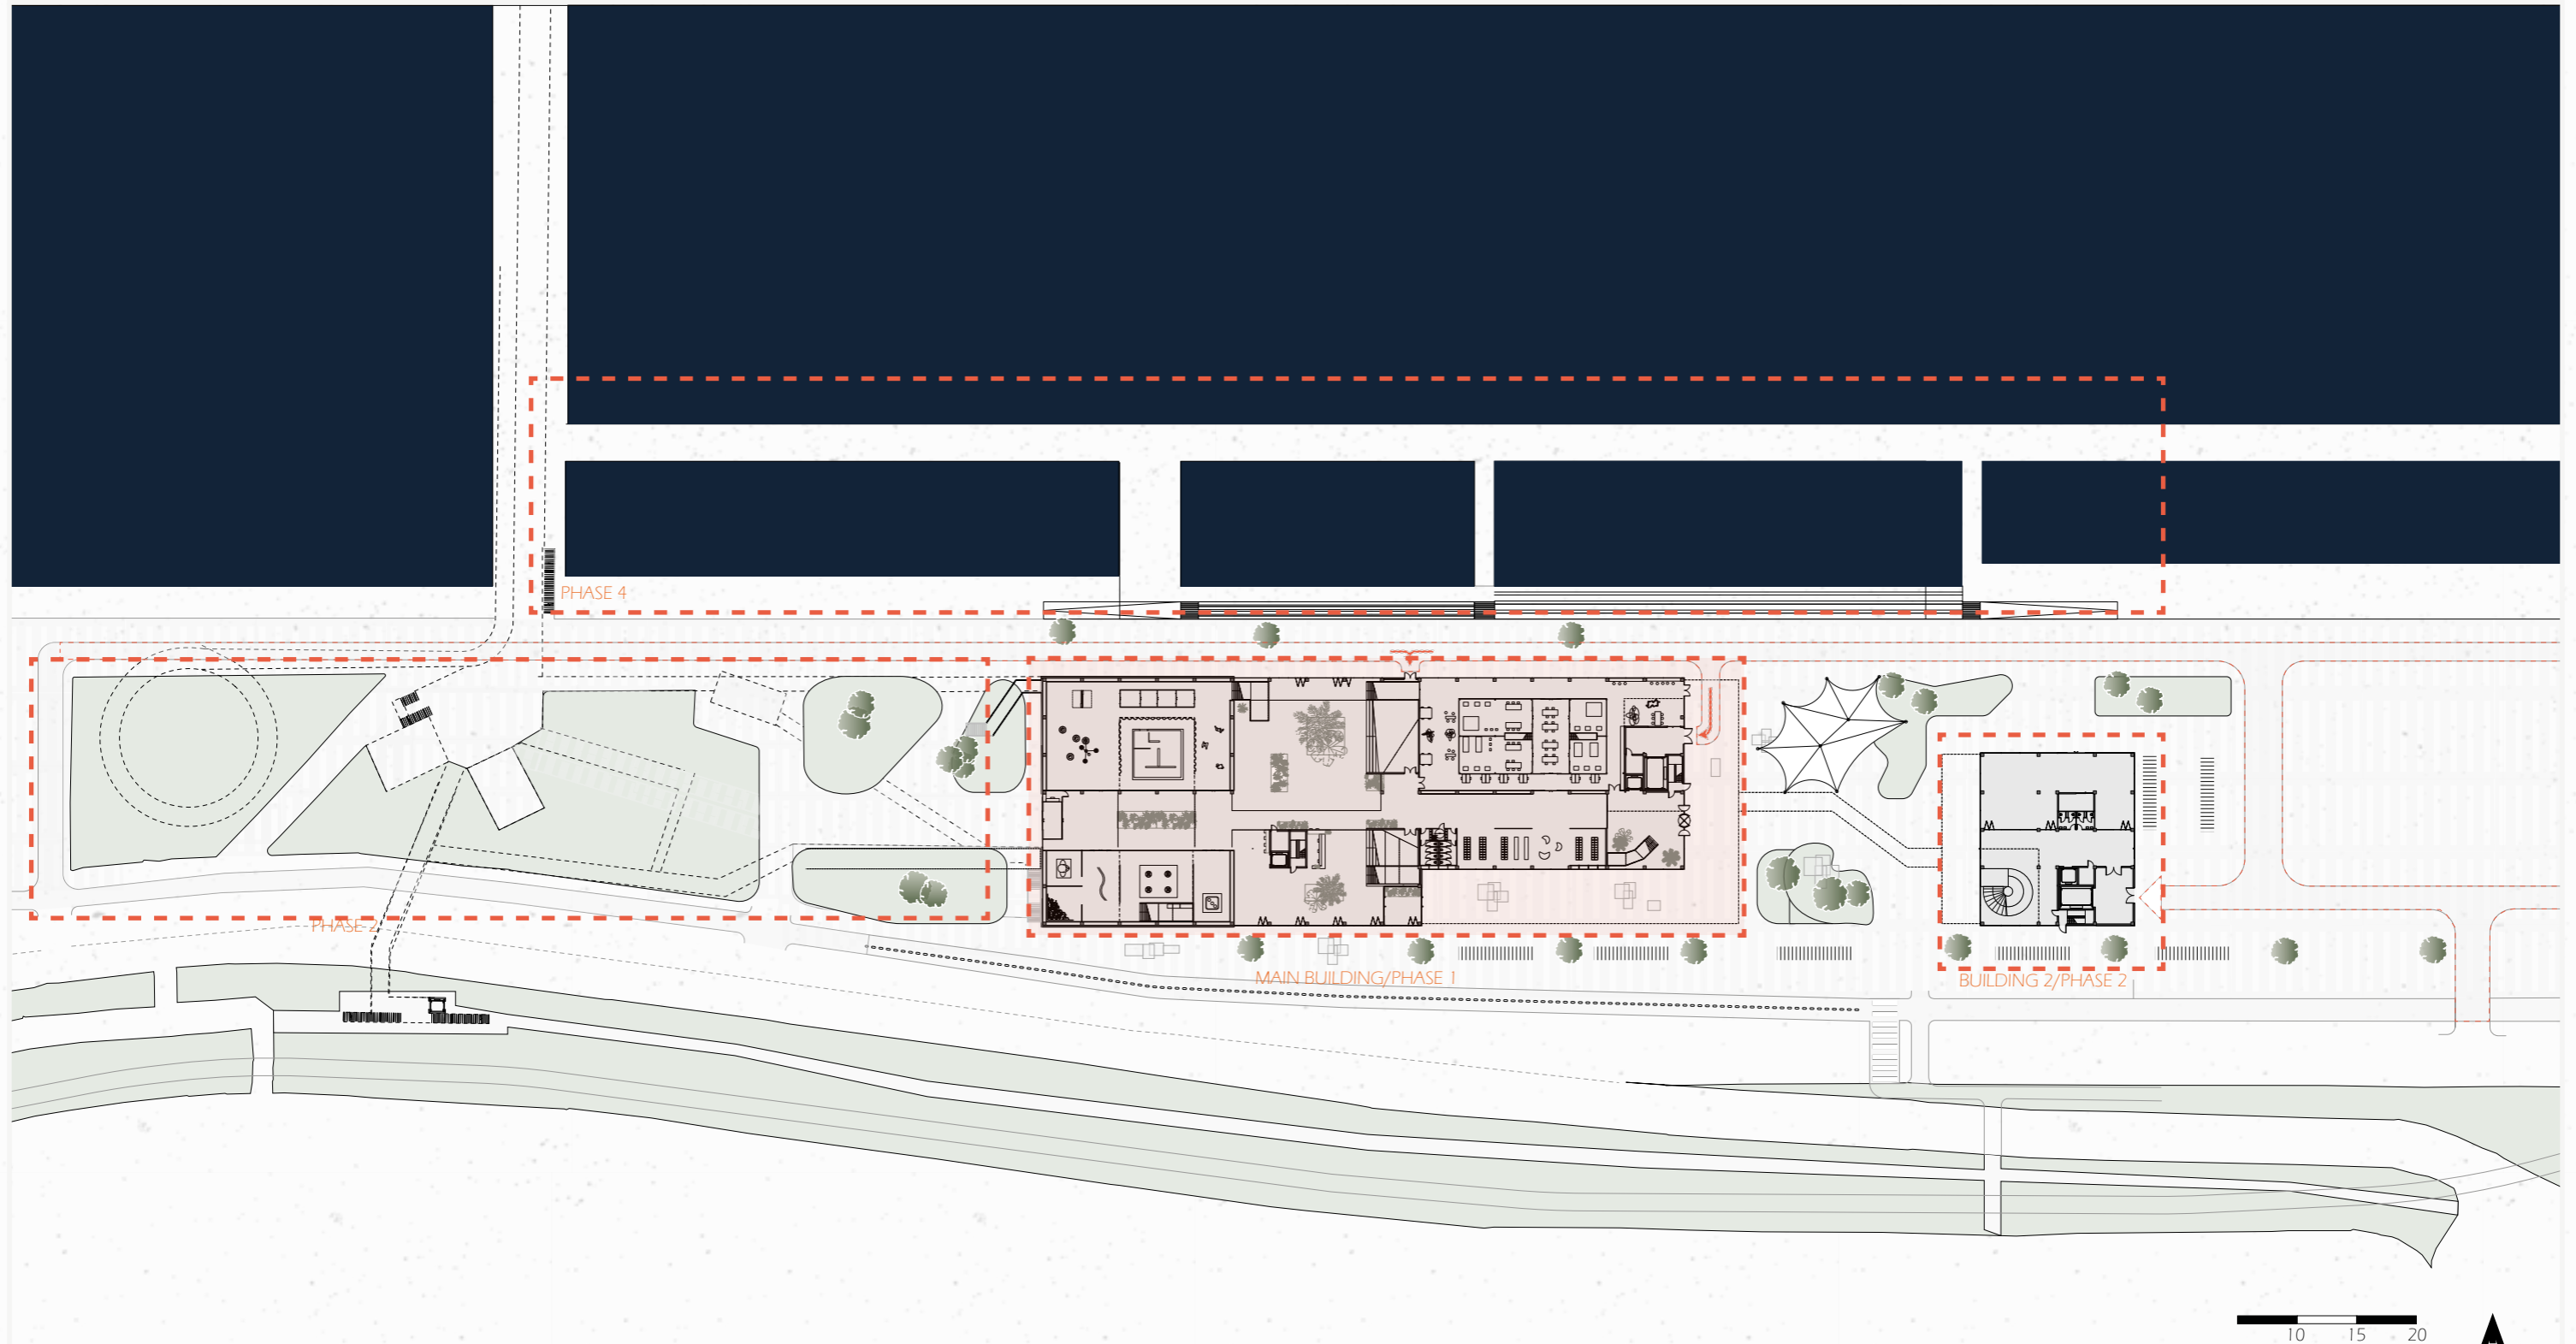 PHASE 4
PHASE 2
MAIN BUILDING/PHASE 1
BUILDING 2/PHASE 2
10 15 20